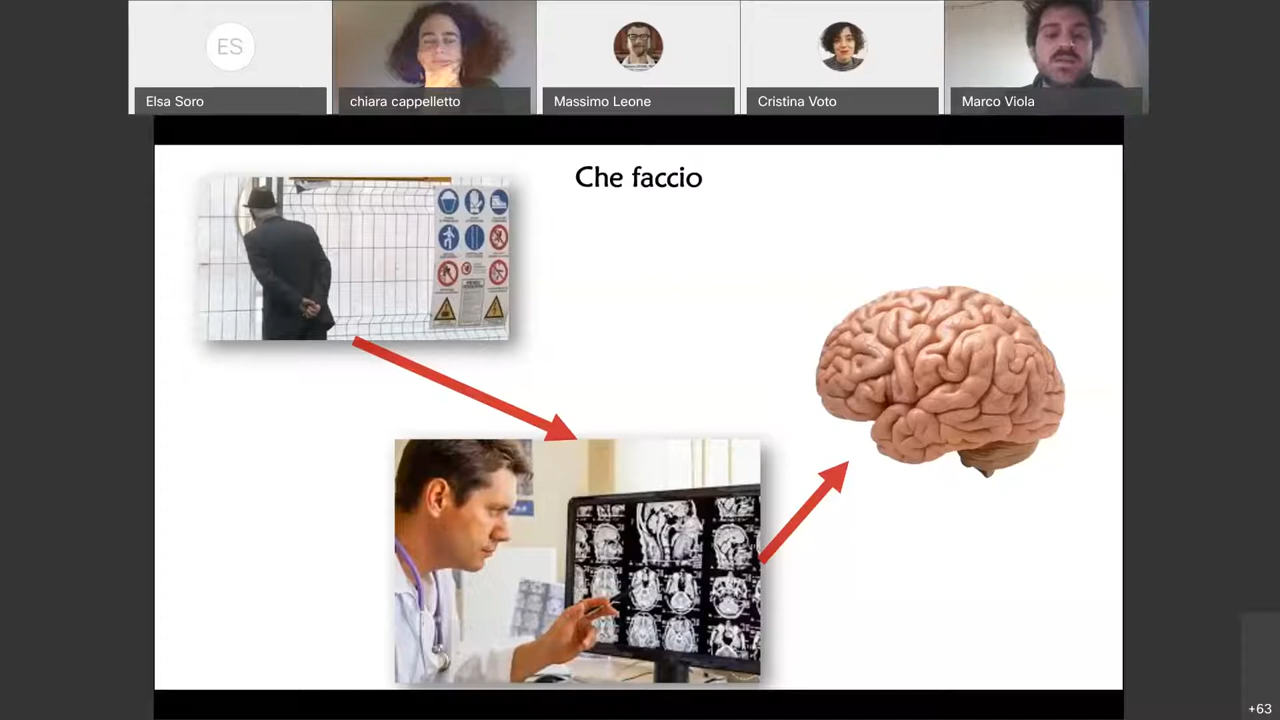 ES
Elsa Soro
chiara cappelletto
Massimo Leone
Cristina Voto
Marco Viola
Che faccio
+63